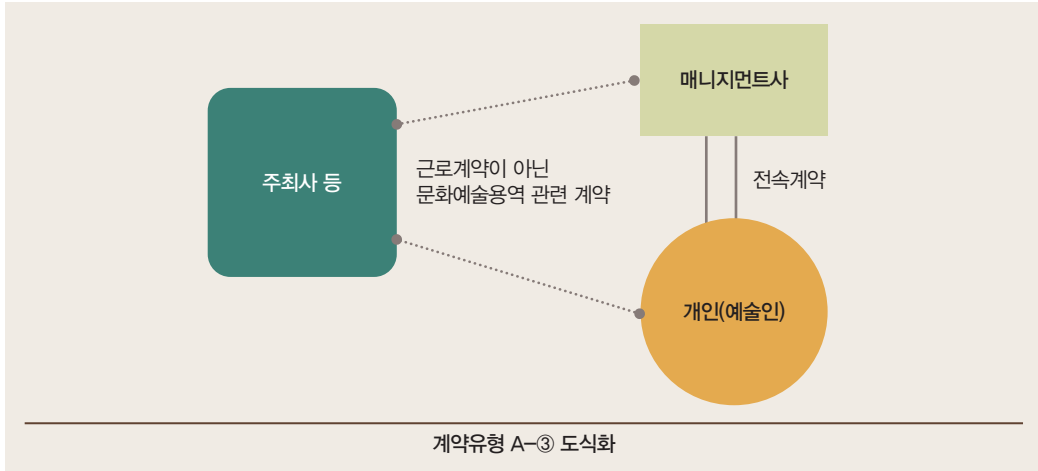 매니지먼트사
주최사 등
근로계약이 아닌
문화예술용역 관련 계약
전속계약
개인(예술인)
계약유형 A-③ 도식화